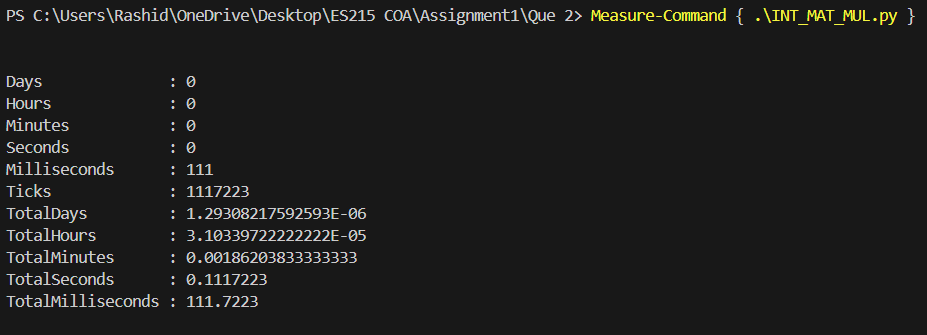 PS C:\Users\Rashid\OneDrive\Desktop\ES215 COA\Assignment1\Que 2> Measure-Command { .\INT_MAT_MUL.py }
Days : 0
Hours : 0
Minutes : 0
Seconds : 0
Milliseconds : 111
Ticks : 1117223
TotalDays : 1.29308217592593E-06
TotalHours : 3.10339722222222E-05
TotalMinutes : 0.00186203833333333
TotalSeconds : 0.1117223
TotalMilliseconds : 111.7223